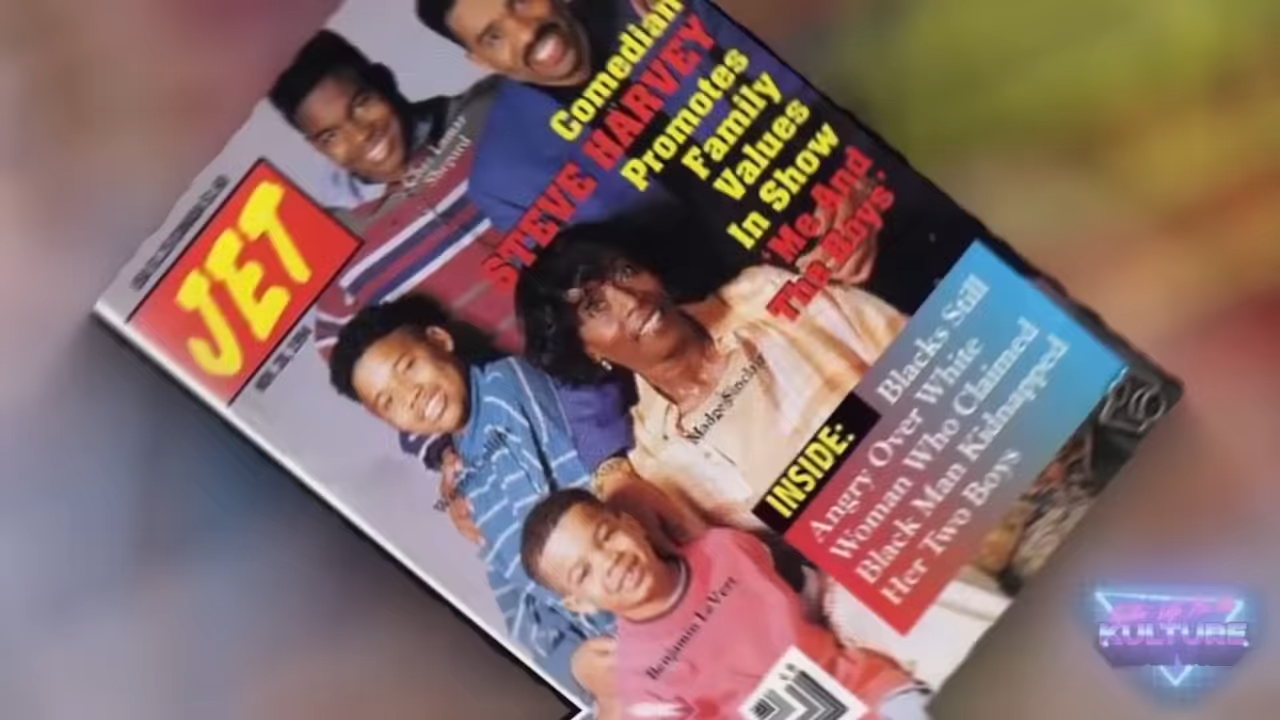 JET
Comedian
STEVE HARVEY
Promotes
Family
Values
In Show
'Me And
The Boys'
Madge Sinclair
Benjamin LaVert
INSIDE:
Blacks Still
Angry Over White
Woman Who Claimed
Black Man Kidnapped
Her Two Boys
KULTURE